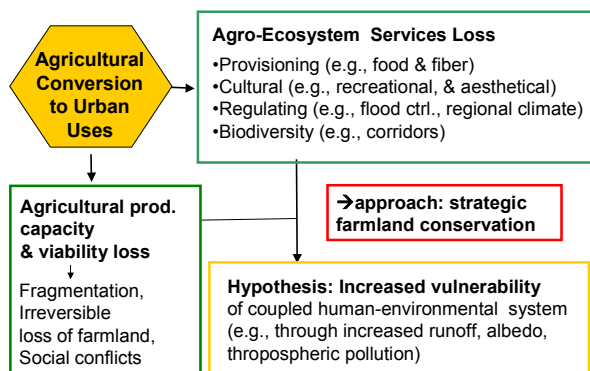 Agricultural
Conversion
to Urban
Uses
Agro-Ecosystem Services Loss
•Provisioning (e.g., food & fiber)
•Cultural (e.g., recreational, & aesthetical)
•Regulating (e.g., flood ctrl., regional climate)
•Biodiversity (e.g., corridors)
Agricultural prod.
capacity
& viability loss
Fragmentation,
Irreversible
loss of farmland,
Social conflicts
→approach: strategic
farmland conservation
Hypothesis: Increased vulnerability
of coupled human-environmental system
(e.g., through increased runoff, albedo,
thropospheric pollution)